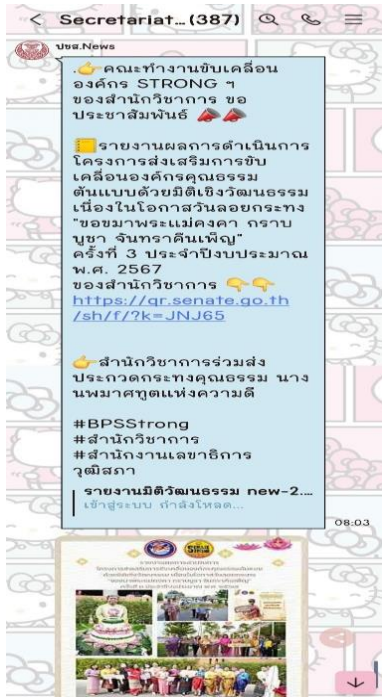 Secretariat... (387)
ปชส.News
.👉คณะทำงานขับเคลื่อน
องค์กร STRONG ฯ
ของสำนักวิชาการ ขอ
ประชาสัมพันธ์ 📣📣
📒รายงานผลการดำเนินการ
โครงการส่งเสริมการขับ
เคลื่อนองค์กรคุณธรรม
ต้นแบบด้วยมิติเชิงวัฒนธรรม
เนื่องในโอกาสวันลอยกระทง
"ขอขมาพระแม่คงคา กราบ
บูชา จันทราคืนเพ็ญ"
ครั้งที่ 3 ประจำปีงบประมาณ
พ.ศ. 2567
ของสำนักวิชาการ 👇👇
https://qr.senate.go.th
/sh/f/?k=JNJ65
👉สำนักวิชาการร่วมส่ง
ประกวดกระทงคุณธรรม นาง
นพมาศทูตแห่งความดี
#BPSStrong
#สำนักวิชาการ
#สำนักงานเลขาธิการ
วุฒิสภา
รายงานมิติวัฒนธรรม new-2....
เข้าสู่ระบบ กำลังโหลด...
08:03